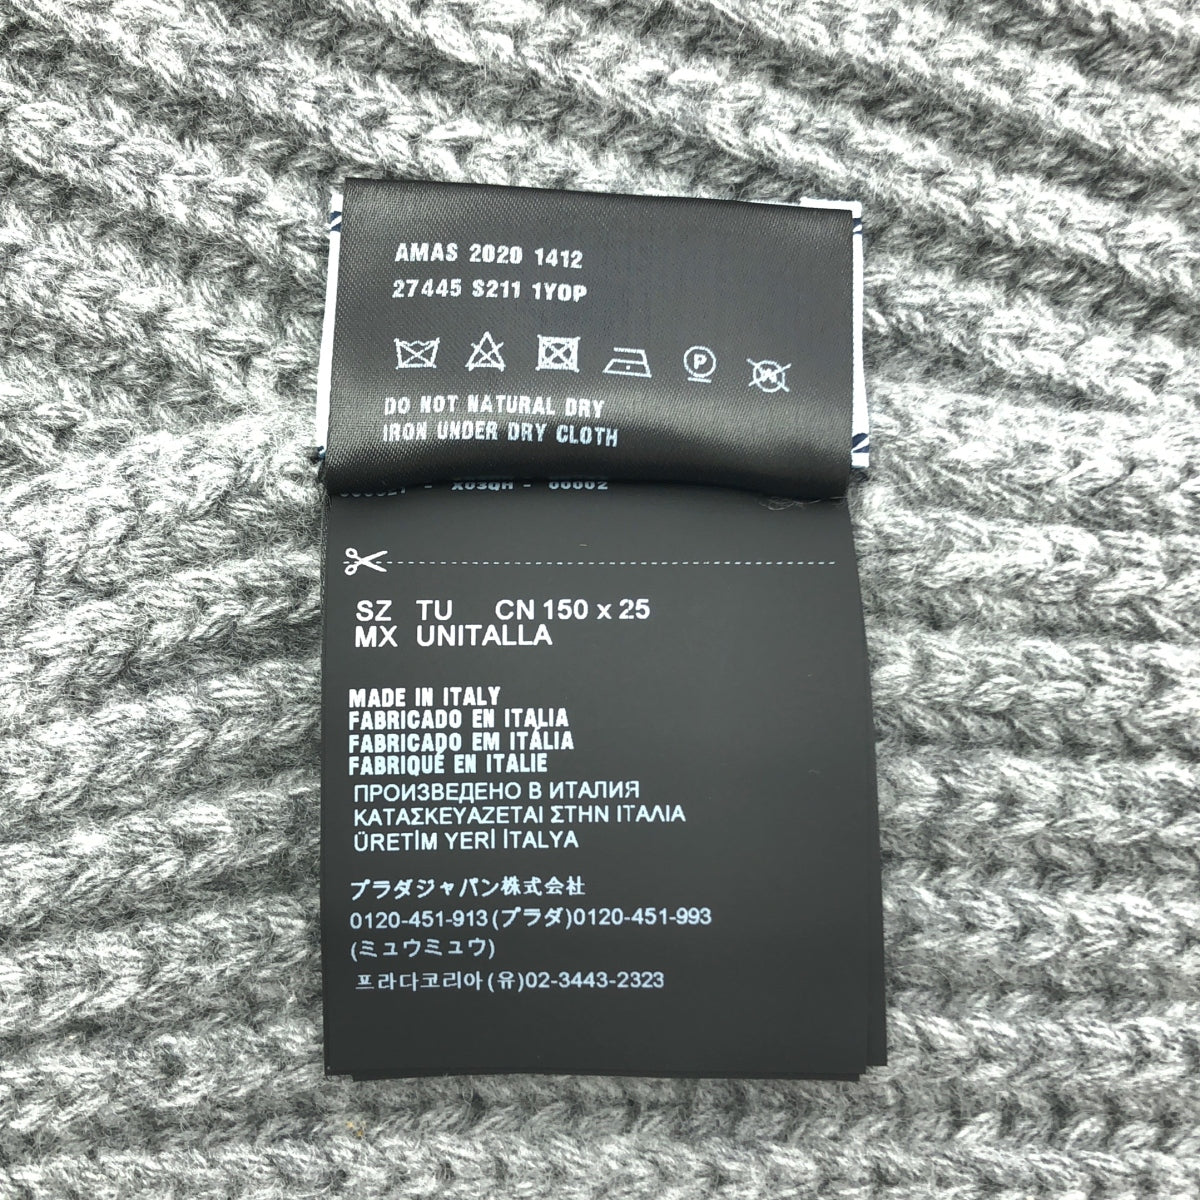 AMAS 2020 1412
27445 S211 1YOP
P
W
DO NOT NATURAL DRY
IRON UNDER DRY CLOTH
- X03QH - 00002
SZ TU CN 150 x 25
MX UNITALLA
MADE IN ITALY
FABRICADO EN ITALIA
FABRICADO EM ITÁLIA
FABRIQUÉ EN ITALIE
ПРОИЗВЕДЕНО В ИТАЛИЯ
ΚΑΤΑΣΚΕΥΑΖΕΤΑΙ ΣΤΗΝ ΙΤΑΛΙΑ
ÜRETİM YERİ İTALYA
プラダジャパン株式会社
0120-451-913(プラダ)0120-451-993
(ミュウミュウ)
프라다코리아(유)02-3443-2323